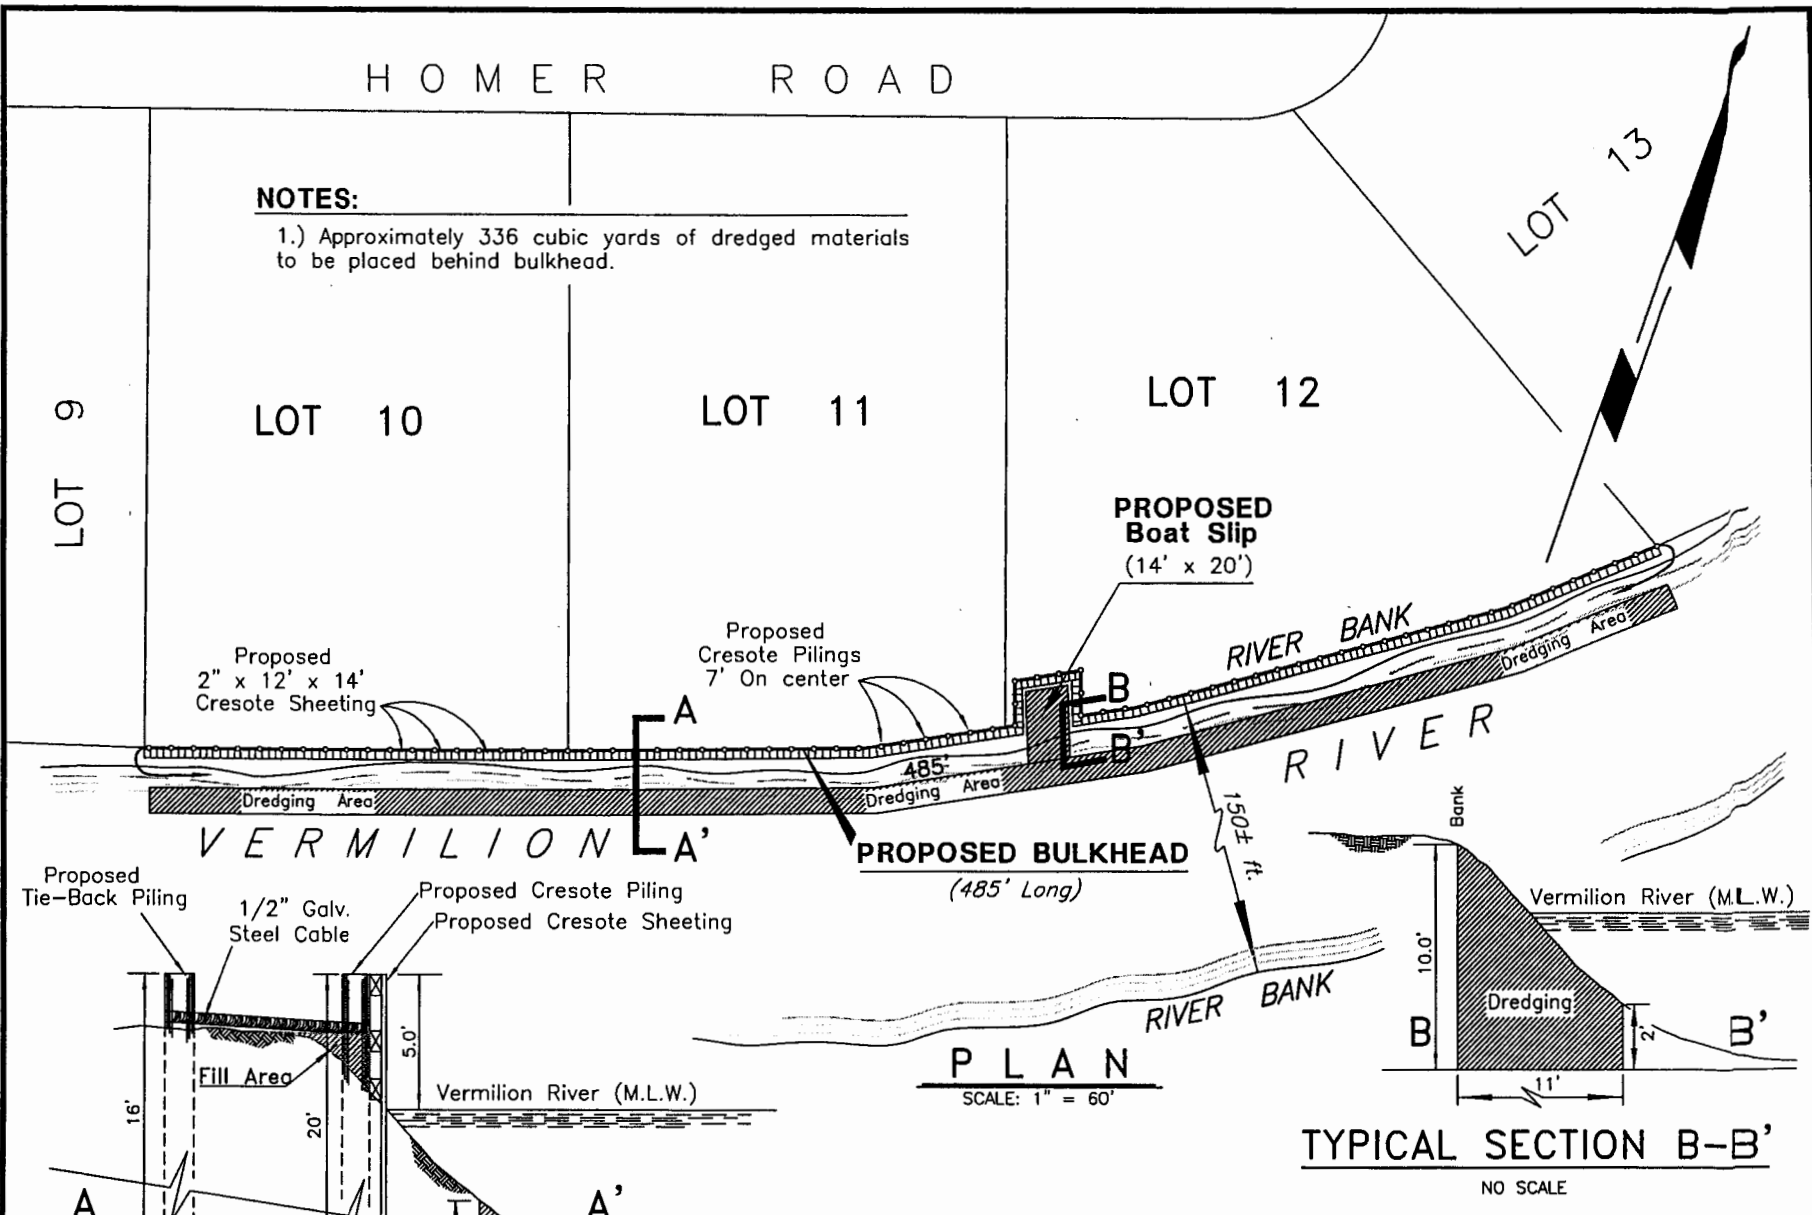 HOMER ROAD
NOTES:
1.) Approximately 336 cubic yards of dredged materials
to be placed behind bulkhead.
LOT 9
LOT 10
LOT 11
LOT 12
LOT 13
PROPOSED
Boat Slip
(14' x 20')
Proposed
2" x 12' x 14'
Cresote Sheeting
Proposed
Cresote Pilings
7' On center
A
A'
B
B'
RIVER BANK
485'
Dredging Area
Dredging Area
Dredging Area
VERMILION RIVER
PROPOSED BULKHEAD
(485' Long)
150± ft.
RIVER BANK
PLAN
SCALE: 1" = 60'
Proposed
Tie-Back Piling
1/2" Galv.
Steel Cable
Proposed Cresote Piling
Proposed Cresote Sheeting
5.0'
Fill Area
16'
20'
Vermilion River (M.L.W.)
A
A'
Bank
Vermilion River (M.L.W.)
10.0'
Dredging
B
B'
2'
11'
TYPICAL SECTION B-B'
NO SCALE